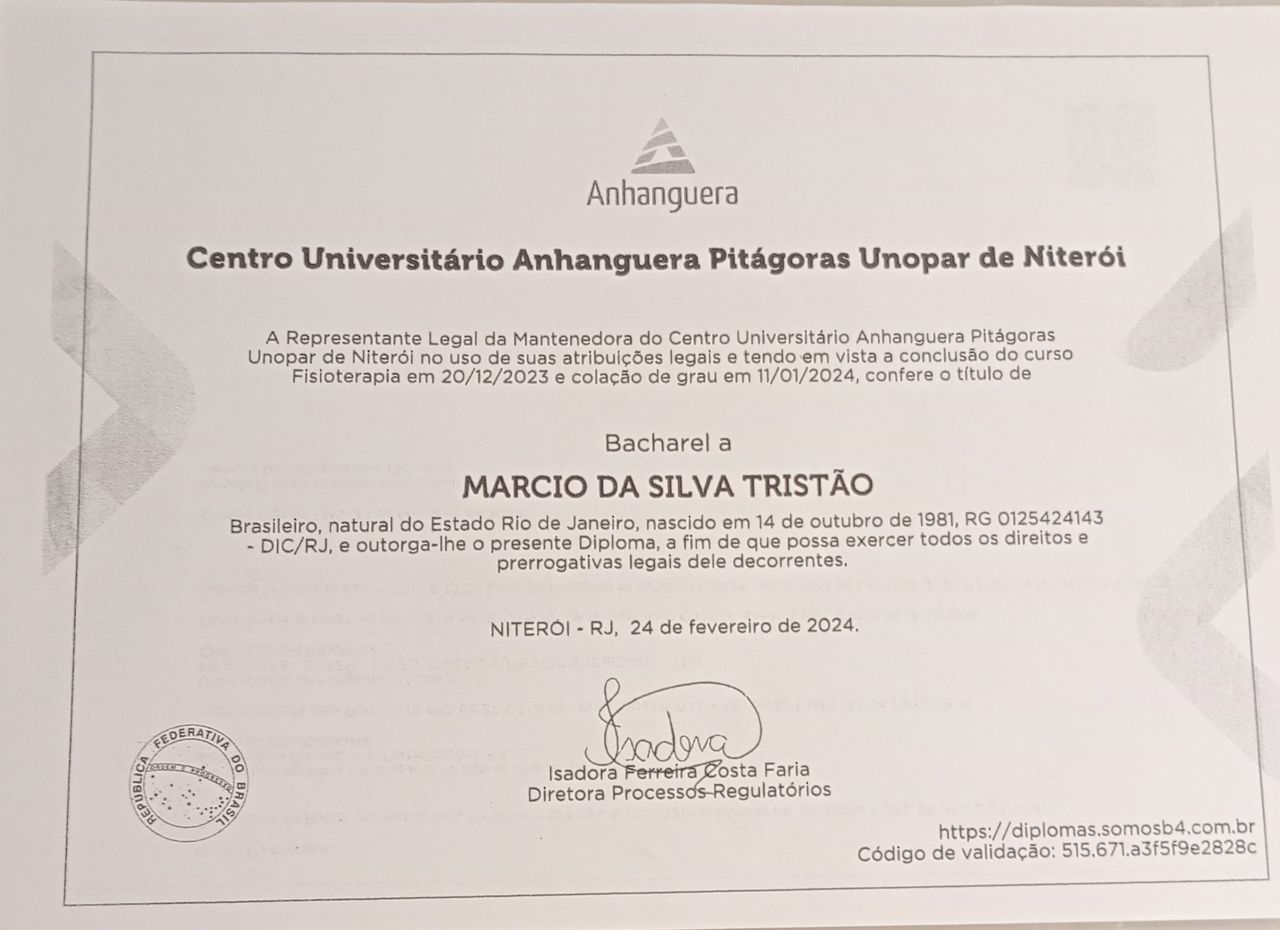 Anhanguera
Centro Universitário Anhanguera Pitágoras Unopar de Niterói
A Representante Legal da Mantenedora do Centro Universitário Anhanguera Pitágoras
Unopar de Niterói no uso de suas atribuições legais e tendo em vista a conclusão do curso
Fisioterapia em 20/12/2023 e colação de grau em 11/01/2024, confere o título de
Bacharel a
MARCIO DA SILVA TRISTÃO
Brasileiro, natural do Estado Rio de Janeiro, nascido em 14 de outubro de 1981, RG 0125424143
- DIC/RJ, e outorga-lhe o presente Diploma, a fim de que possa exercer todos os direitos e
prerrogativas legais dele decorrentes.
NITERÓI - RJ, 24 de fevereiro de 2024.
Isadora
Isadora Ferreira Costa Faria
Diretora Processos Regulatórios
REPÚBLICA FEDERATIVA DO BRASIL
ORDEM E PROGRESSO
https://diplomas.somosb4.com.br
Código de validação: 515.671.a3f5f9e2828c